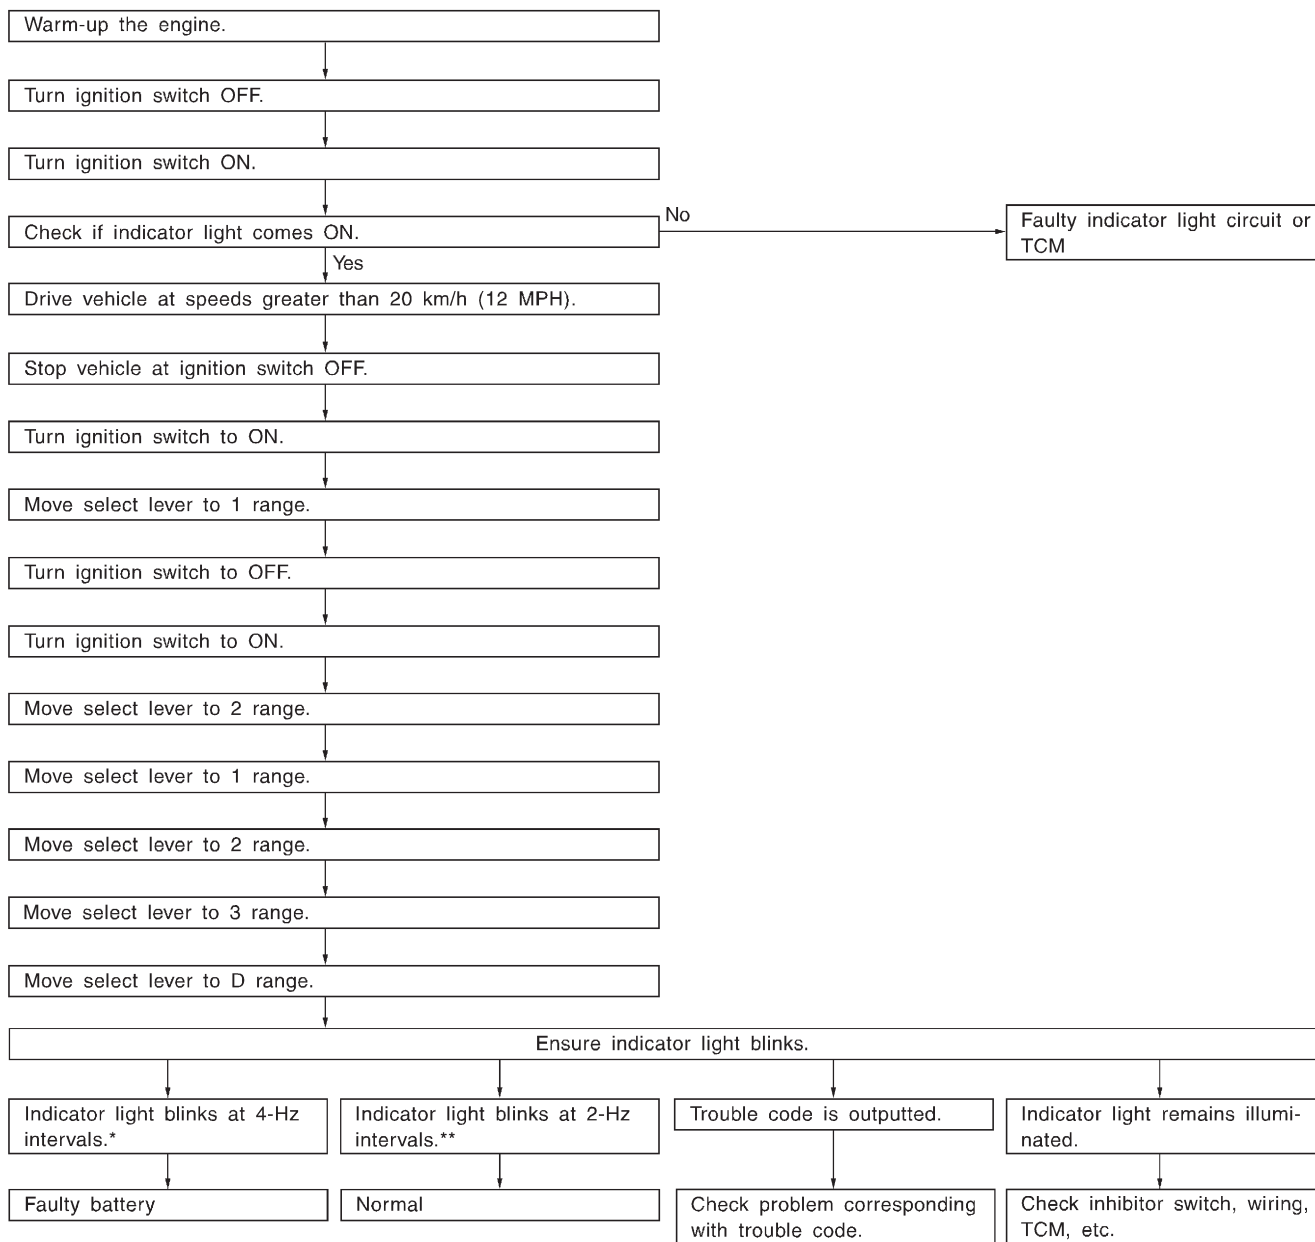 Warm-up the engine.
Turn ignition switch OFF.
Turn ignition switch ON.
Check if indicator light comes ON.
No
Faulty indicator light circuit or
TCM
Yes
Drive vehicle at speeds greater than 20 km/h (12 MPH).
Stop vehicle at ignition switch OFF.
Turn ignition switch to ON.
Move select lever to 1 range.
Turn ignition switch to OFF.
Turn ignition switch to ON.
Move select lever to 2 range.
Move select lever to 1 range.
Move select lever to 2 range.
Move select lever to 3 range.
Move select lever to D range.
Ensure indicator light blinks.
Indicator light blinks at 4-Hz
intervals.*
Indicator light blinks at 2-Hz
intervals.**
Trouble code is outputted.
Indicator light remains illumi-
nated.
Faulty battery
Normal
Check problem corresponding
with trouble code.
Check inhibitor switch, wiring,
TCM, etc.